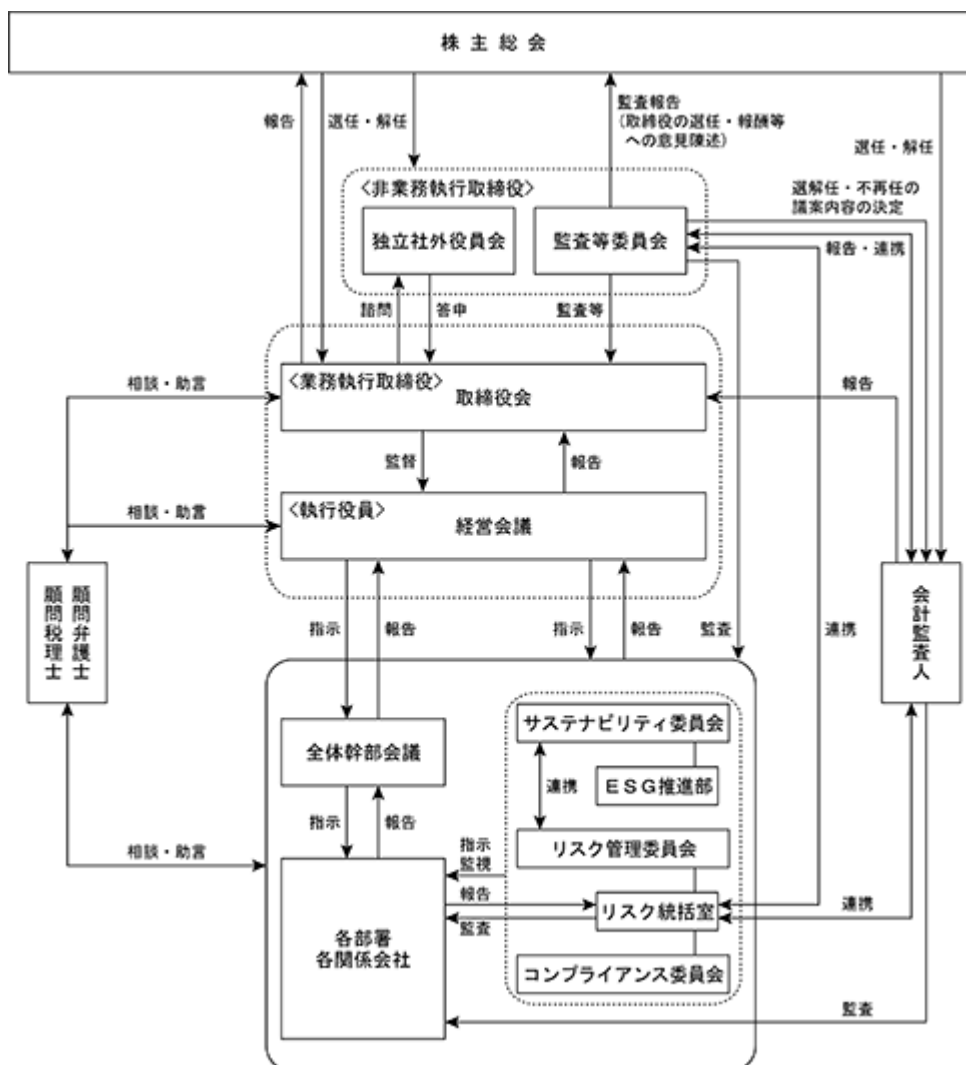 株主総会
報告
選任・解任
監査報告
(取締役の選任・報酬等
への意見陳述)
選任・解任
〈非業務執行取締役〉
選解任・不再任の
議案内容の決定
独立社外役員会
監査等委員会
報告・連携
諮問
答申
監査等
〈業務執行取締役〉
取締役会
相談・助言
報告
監督
報告
〈執行役員〉
経営会議
相談・助言
顧問弁護士
顧問税理士
会計監査人
指示
報告
指示
報告
監査
連携
全体幹部会議
サステナビリティ委員会
ESG推進部
連携
指示
報告
リスク管理委員会
相談・助言
指示
監視
報告
リスク統括室
連携
監査
各部署
各関係会社
コンプライアンス委員会
監査